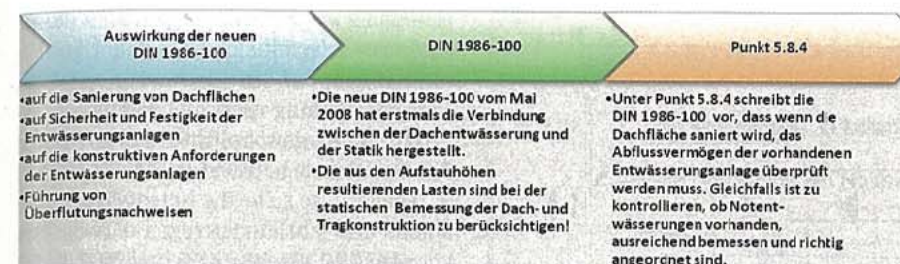 Auswirkung der neuen
DIN 1986-100
•auf die Sanierung von Dachflächen
•auf Sicherheit und Festigkeit der
Entwässerungsanlagen
•auf die konstruktiven Anforderungen
der Entwässerungsanlagen
•Führung von
Überflutungsnachweisen
DIN 1986-100
•Die neue DIN 1986-100 vom Mai
2008 hat erstmals die Verbindung
zwischen der Dachentwässerung und
der Statik hergestellt.
•Die aus den Aufstauhöhen
resultierenden Lasten sind bei der
statischen Bemessung der Dach- und
Tragkonstruktion zu berücksichtigen!
Punkt 5.8.4
•Unter Punkt 5.8.4 schreibt die
DIN 1986-100 vor, dass wenn die
Dachfläche saniert wird, das
Abflussvermögen der vorhandenen
Entwässerungsanlage überprüft
werden muss. Gleichfalls ist zu
kontrollieren, ob Notent-
wässerungen vorhanden,
ausreichend bemessen und richtig
angeordnet sind.